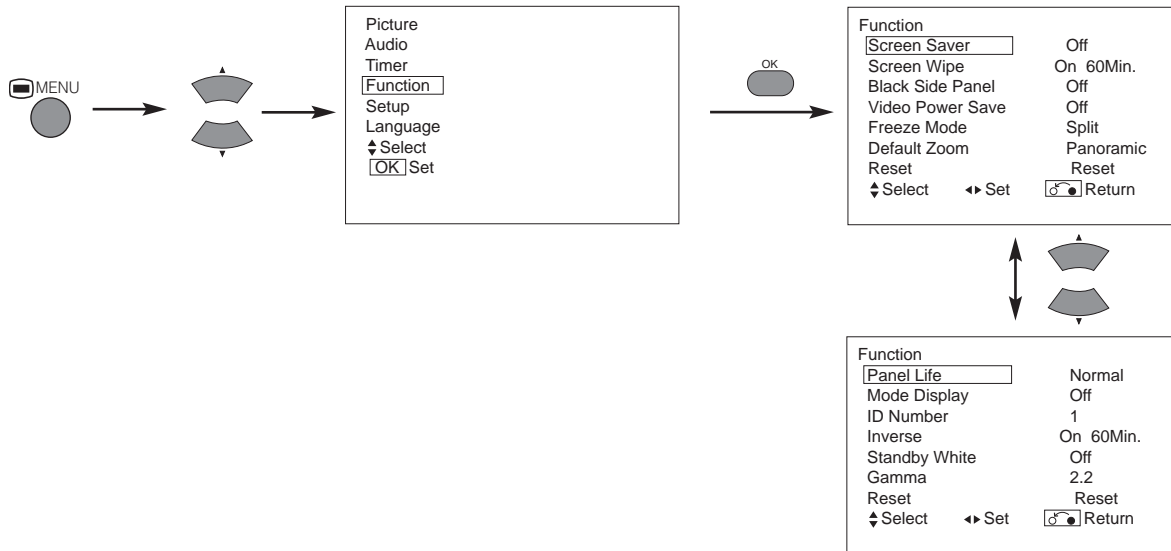 MENU
Picture
Audio
Timer
Function
Setup
Language
Select
OK Set
OK
Function
Screen Saver Off
Screen Wipe On 60Min.
Black Side Panel Off
Video Power Save Off
Freeze Mode Split
Default Zoom Panoramic
Reset Reset
Select Set Return
Function
Panel Life Normal
Mode Display Off
ID Number 1
Inverse On 60Min.
Standby White Off
Gamma 2.2
Reset Reset
Select Set Return